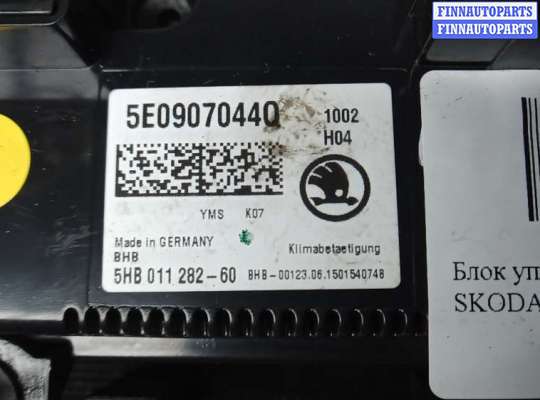 FINNAUTOPARTS
FINNAUTOPARTS
5E0907044Q 1002
H04
YMS K07
Made in GERMANY
BHB Klimabetaetigung
5HB 011 282-60 BHB-00123.06.1501540748
Блок уп
SKODA